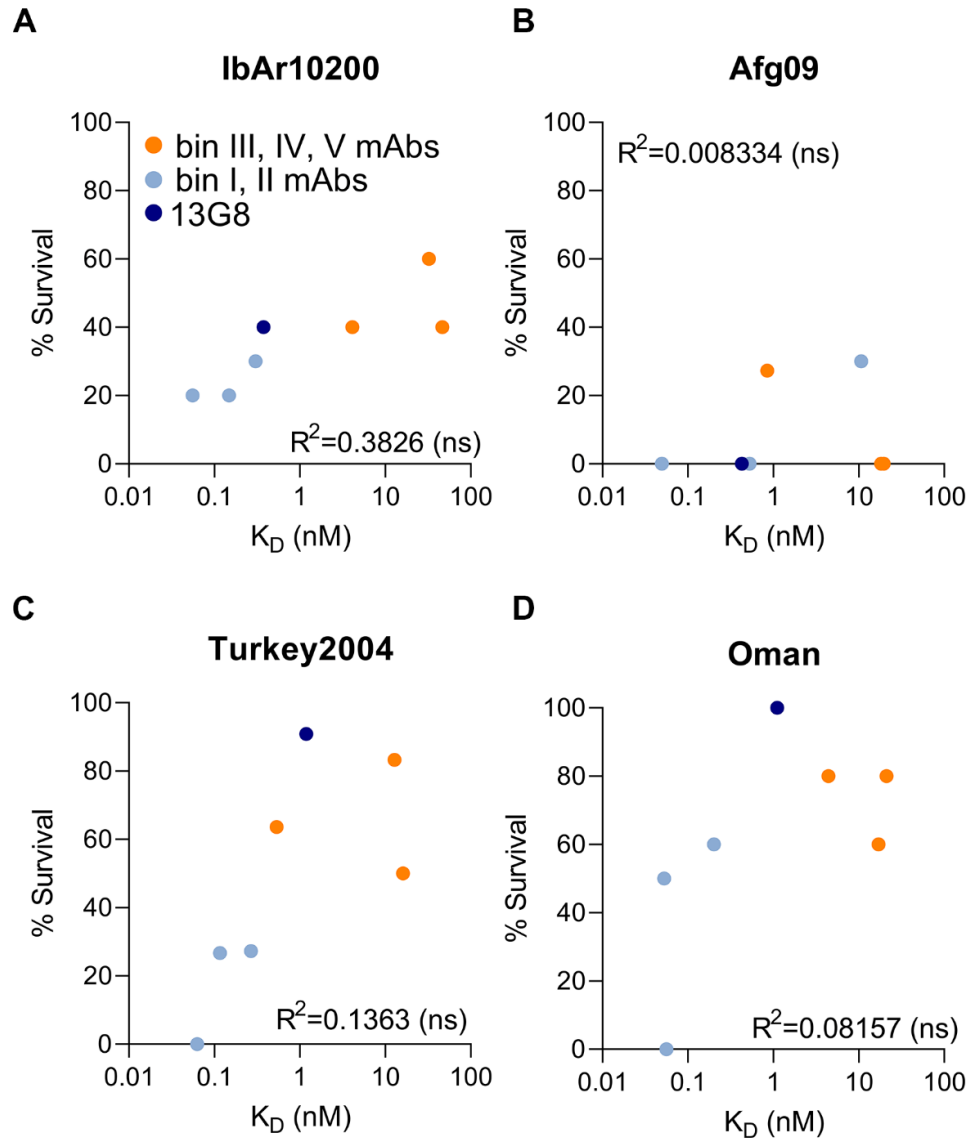 A
IbAr10200
100
80
60
40
20
0
% Survival
bin III, IV, V mAbs
bin I, II mAbs
13G8
R²=0.3826 (ns)
0.01 0.1 1 10 100
K_D (nM)
B
Afg09
100
80
60
40
20
0
% Survival
R²=0.008334 (ns)
0.01 0.1 1 10 100
K_D (nM)
C
Turkey2004
100
80
60
40
20
0
% Survival
R²=0.1363 (ns)
0.01 0.1 1 10 100
K_D (nM)
D
Oman
100
80
60
40
20
0
% Survival
R²=0.08157 (ns)
0.01 0.1 1 10 100
K_D (nM)